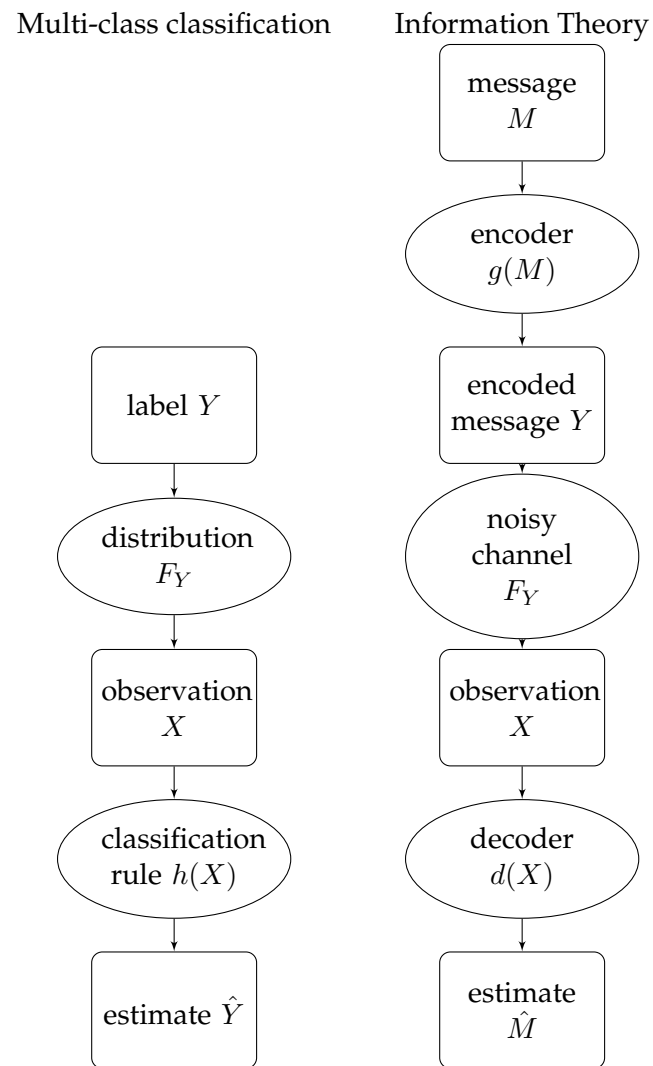 Multi-class classification
label Y
distribution
F_Y
observation
X
classification
rule h(X)
estimate Ŷ
Information Theory
message
M
encoder
g(M)
encoded
message Y
noisy
channel
F_Y
observation
X
decoder
d(X)
estimate
M̂